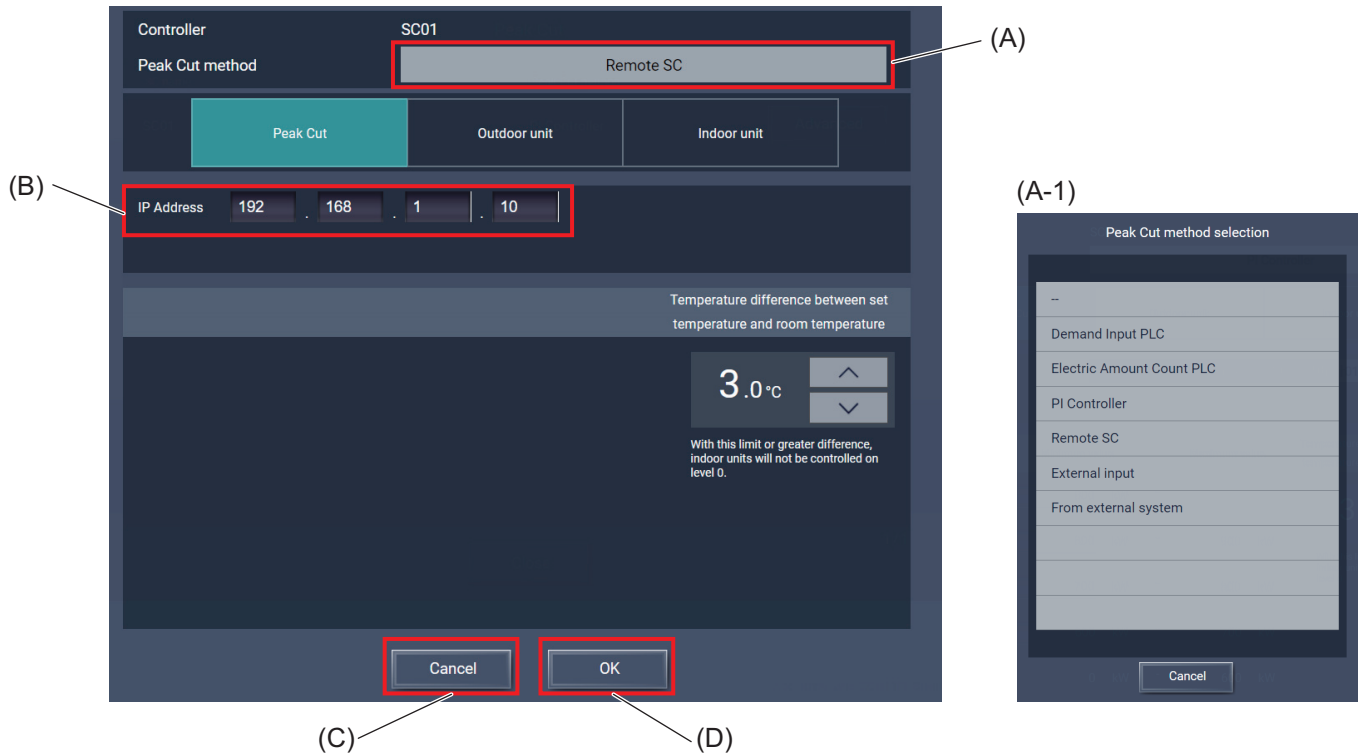 Controller SC01
Peak Cut method Remote SC
(A)
Peak Cut Outdoor unit Indoor unit
(B)
IP Address 192 . 168 . 1 . 10
Temperature difference between set
temperature and room temperature
3.0°C
With this limit or greater difference,
indoor units will not be controlled on
level 0.
Cancel OK
(C) (D)
(A-1)
Peak Cut method selection
--
Demand Input PLC
Electric Amount Count PLC
PI Controller
Remote SC
External input
From external system
Cancel